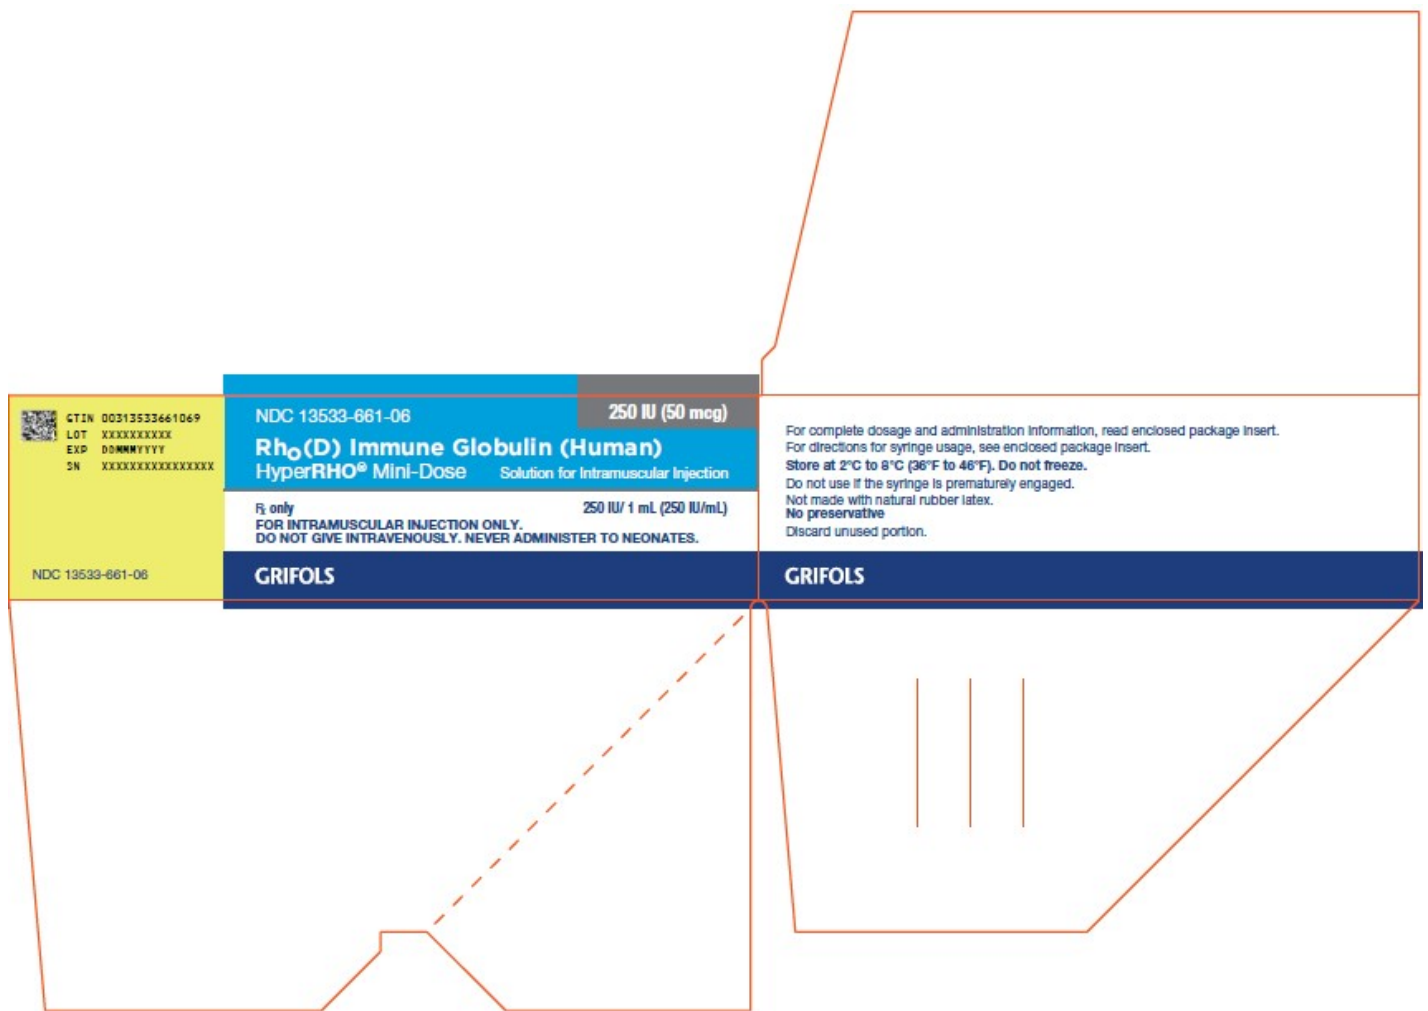 GTIN 00313533661069
LOT XXXXXXXXXX
EXP DDMMMYYYY
SN XXXXXXXXXXXXXXXX
NDC 13533-661-06
NDC 13533-661-06
250 IU (50 mcg)
Rho(D) Immune Globulin (Human)
HyperRHO® Mini-Dose Solution for Intramuscular Injection
℞ only 250 IU/ 1 mL (250 IU/mL)
FOR INTRAMUSCULAR INJECTION ONLY.
DO NOT GIVE INTRAVENOUSLY. NEVER ADMINISTER TO NEONATES.
GRIFOLS
For complete dosage and administration information, read enclosed package insert.
For directions for syringe usage, see enclosed package insert.
Store at 2°C to 8°C (36°F to 46°F). Do not freeze.
Do not use if the syringe is prematurely engaged.
Not made with natural rubber latex.
No preservative
Discard unused portion.
GRIFOLS